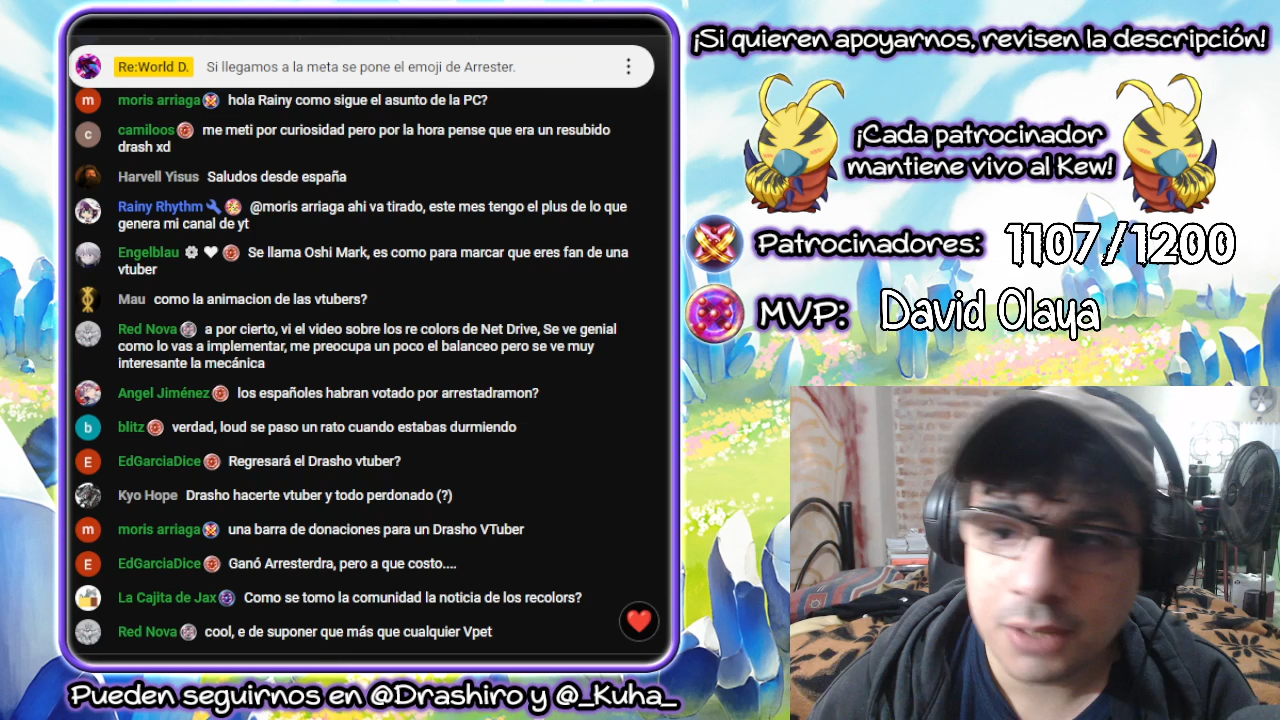 ¡Si quieren apoyarnos, revisen la descripción!
Re:World D. Si llegamos a la meta se pone el emoji de Arrester.
m moris arriaga hola Rainy como sigue el asunto de la PC?
c camiloos me meti por curiosidad pero por la hora pense que era un resubido
drash xd
Harvell Yisus Saludos desde españa
Rainy Rhythm @moris arriaga ahi va tirado, este mes tengo el plus de lo que
genera mi canal de yt
Engelblau Se llama Oshi Mark, es como para marcar que eres fan de una
vtuber
Mau como la animacion de las vtubers?
Red Nova a por cierto, vi el video sobre los re colors de Net Drive, Se ve genial
como lo vas a implementar, me preocupa un poco el balanceo pero se ve muy
interesante la mecánica
Angel Jiménez los españoles habran votado por arrestadramon?
b blitz verdad, loud se paso un rato cuando estabas durmiendo
E EdGarciaDice Regresará el Drasho vtuber?
Kyo Hope Drasho hacerte vtuber y todo perdonado (?)
m moris arriaga una barra de donaciones para un Drasho VTuber
E EdGarciaDice Ganó Arresterdra, pero a que costo....
La Cajita de Jax Como se tomo la comunidad la noticia de los recolors?
Red Nova cool, e de suponer que más que cualquier Vpet
¡Cada patrocinador
mantiene vivo al Kew!
Patrocinadores: 1107/1200
MVP: David Olaya
Pueden seguirnos en @Drashiro y @_Kuha_